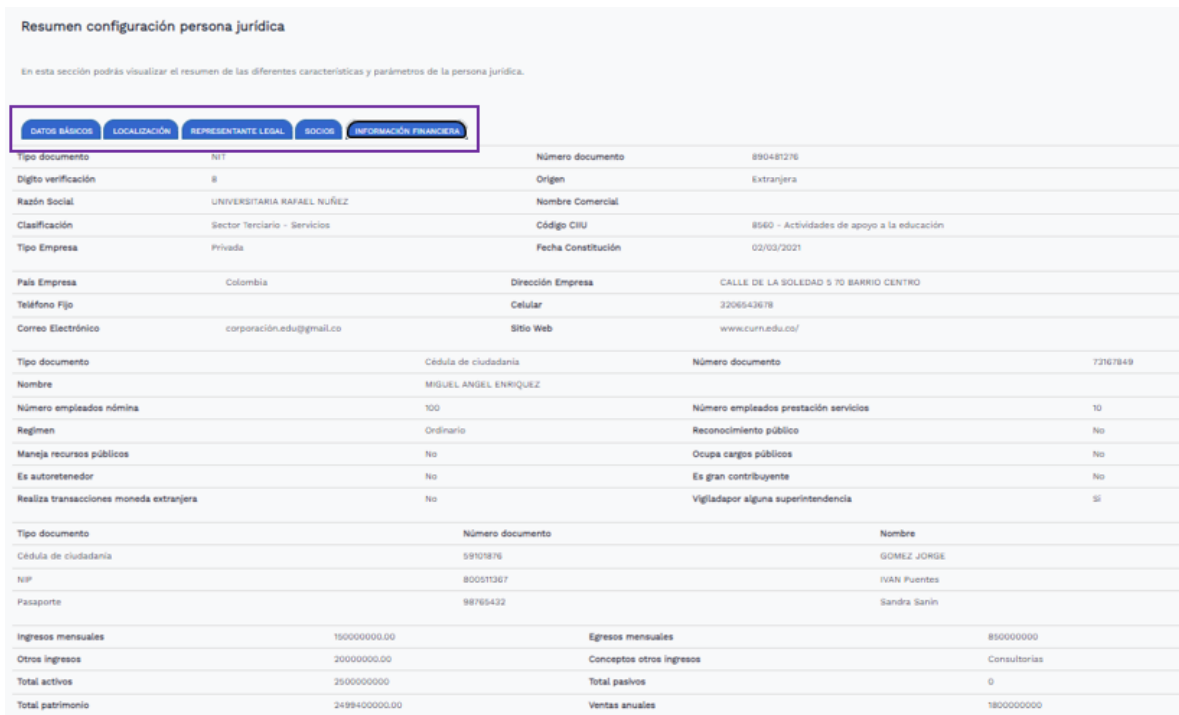 Resumen configuración persona jurídica
En esta sección podrás visualizar el resumen de las diferentes características y parámetros de la persona jurídica.
DATOS BÁSICOS LOCALIZACIÓN REPRESENTANTE LEGAL SOCIOS INFORMACIÓN FINANCIERA
Tipo documento NIT Número documento 890481276
Digito verificación 8 Origen Extranjera
Razón Social UNIVERSITARIA RAFAEL NUÑEZ Nombre Comercial
Clasificación Sector Terciario - Servicios Código CIIU 8560 - Actividades de apoyo a la educación
Tipo Empresa Privada Fecha Constitución 02/03/2021
País Empresa Colombia Dirección Empresa CALLE DE LA SOLEDAD 5 70 BARRIO CENTRO
Teléfono Fijo Celular 3206543678
Correo Electrónico corporación.edu@gmail.co Sitio Web www.curn.edu.co/
Tipo documento Cédula de ciudadania Número documento 73167849
Nombre MIGUEL ANGEL ENRIQUEZ
Número empleados nómina 100 Número empleados prestación servicios 10
Regimen Ordinario Reconocimiento público No
Maneja recursos públicos No Ocupa cargos públicos No
Es autoretenedor No Es gran contribuyente No
Realiza transacciones moneda extranjera No Vigiladapor alguna superintendencia Sí
Tipo documento Número documento Nombre
Cédula de ciudadania 59101876 GOMEZ JORGE
NIP 800511367 IVAN Puentes
Pasaporte 98765432 Sandra Sanin
Ingresos mensuales 150000000.00 Egresos mensuales 850000000
Otros ingresos 20000000.00 Conceptos otros ingresos Consultorias
Total activos 2500000000 Total pasivos 0
Total patrimonio 2499400000.00 Ventas anuales 1800000000